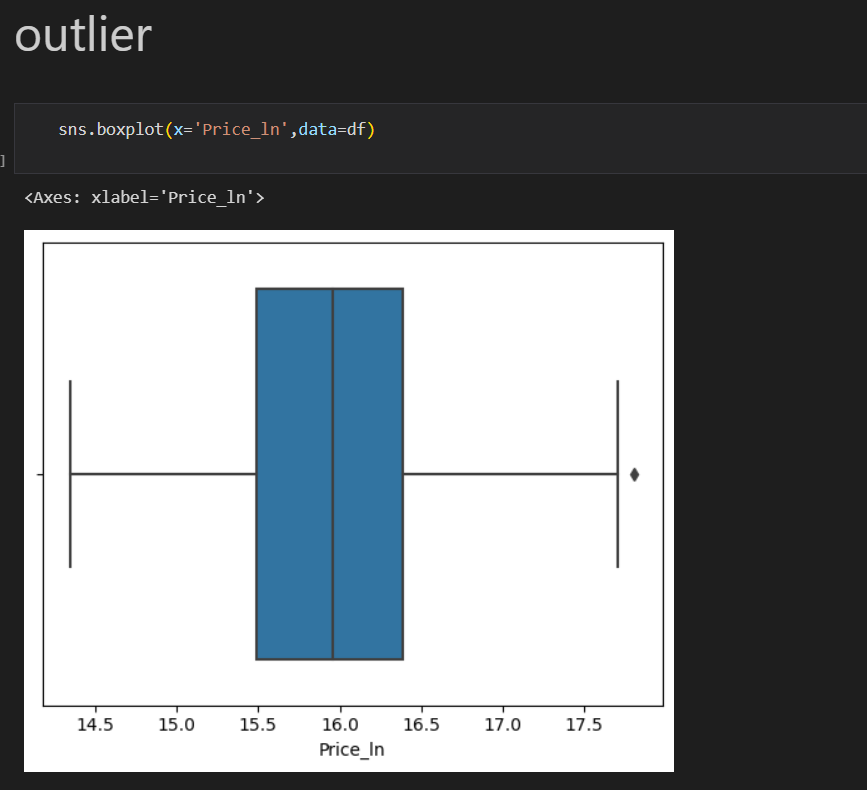 outlier
sns.boxplot(x='Price_ln',data=df)
]
<Axes: xlabel='Price_ln'>
14.5 15.0 15.5 16.0 16.5 17.0 17.5
Price_ln